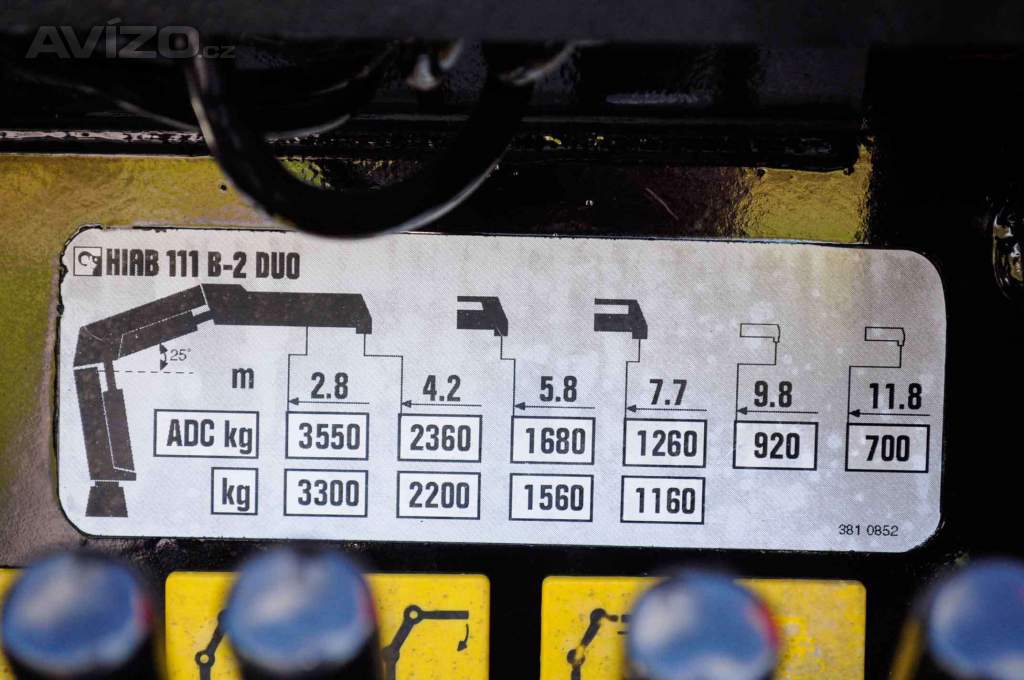 AVÍZO.cz
HIAB 111 B-2 DUO
25°
m 2.8 4.2 5.8 7.7 9.8 11.8
ADC kg 3550 2360 1680 1260 920 700
kg 3300 2200 1560 1160
381 0852